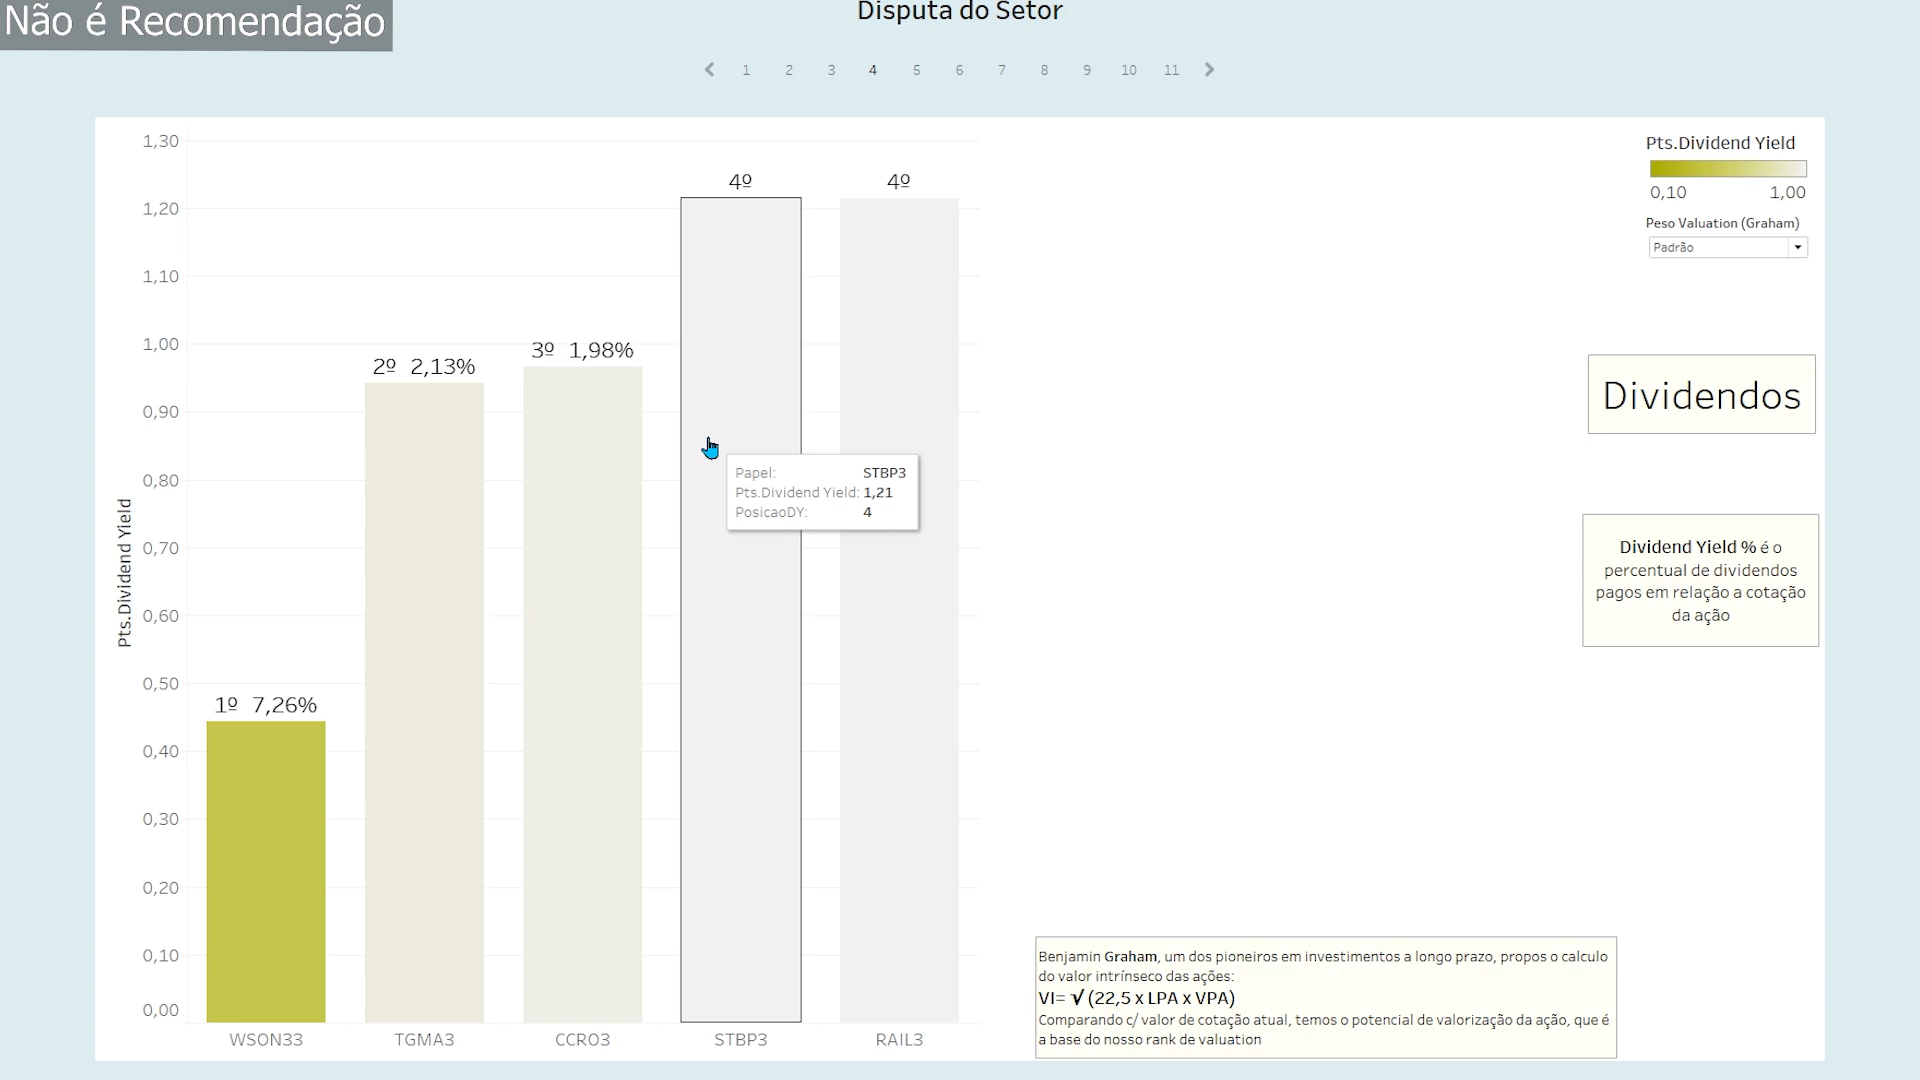 Não é Recomendação
Disputa do Setor
1 2 3 4 5 6 7 8 9 10 11
1,30
1,20
1,10
1,00
0,90
0,80
0,70
0,60
0,50
0,40
0,30
0,20
0,10
0,00
Pts.Dividend Yield
1º 7,26%
2º 2,13%
3º 1,98%
4º
4º
WSON33
TGMA3
CCRO3
STBP3
RAIL3
Papel: STBP3
Pts.Dividend Yield: 1,21
PosicaoDY: 4
Pts.Dividend Yield
0,10 1,00
Peso Valuation (Graham)
Padrão
Dividendos
Dividend Yield % é o
percentual de dividendos
pagos em relação a cotação
da ação
Benjamin Graham, um dos pioneiros em investimentos a longo prazo, propos o calculo
do valor intrínseco das ações:
VI= √ (22,5 x LPA x VPA)
Comparando c/ valor de cotação atual, temos o potencial de valorização da ação, que é
a base do nosso rank de valuation